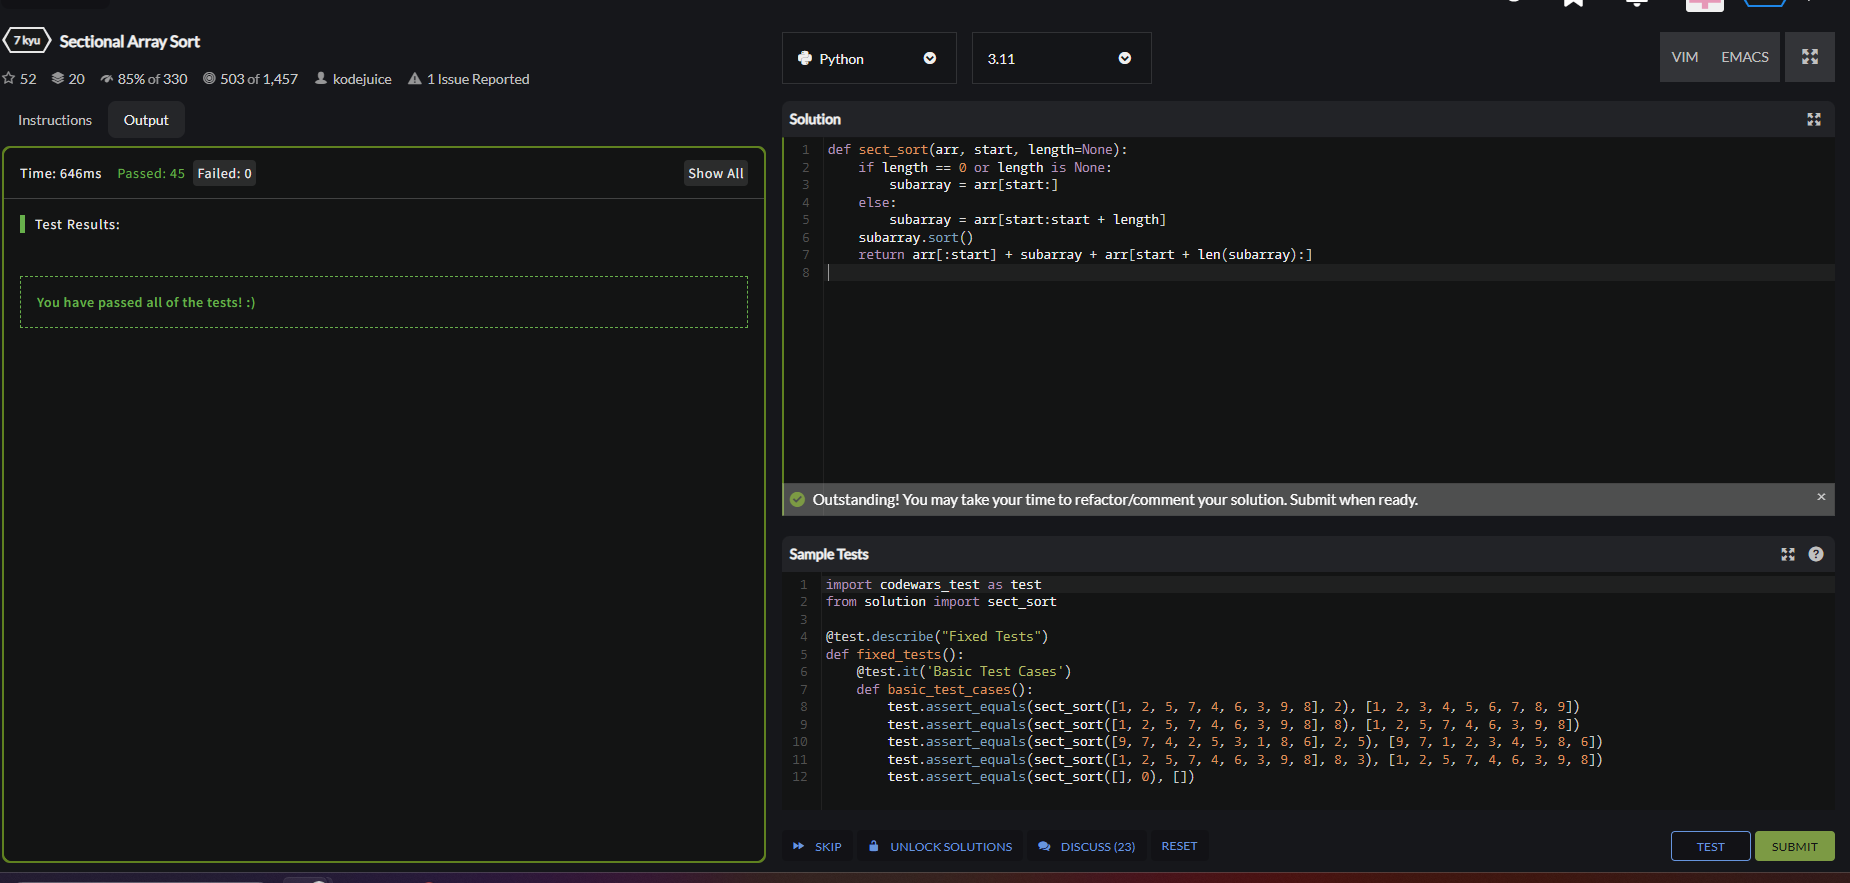 7 kyu Sectional Array Sort
52 20 85% of 330 503 of 1,457 kodejuice 1 Issue Reported
Instructions Output
Time: 646ms Passed: 45 Failed: 0 Show All
Test Results:
You have passed all of the tests! :)
Python 3.11 VIM EMACS
Solution
1 def sect_sort(arr, start, length=None):
2     if length == 0 or length is None:
3         subarray = arr[start:]
4     else:
5         subarray = arr[start:start + length]
6     subarray.sort()
7     return arr[:start] + subarray + arr[start + len(subarray):]
8
Outstanding! You may take your time to refactor/comment your solution. Submit when ready. ×
Sample Tests ?
1 import codewars_test as test
2 from solution import sect_sort
3
4 @test.describe("Fixed Tests")
5 def fixed_tests():
6     @test.it('Basic Test Cases')
7     def basic_test_cases():
8         test.assert_equals(sect_sort([1, 2, 5, 7, 4, 6, 3, 9, 8], 2), [1, 2, 3, 4, 5, 6, 7, 8, 9])
9         test.assert_equals(sect_sort([1, 2, 5, 7, 4, 6, 3, 9, 8], 8), [1, 2, 5, 7, 4, 6, 3, 9, 8])
10         test.assert_equals(sect_sort([9, 7, 4, 2, 5, 3, 1, 8, 6], 2, 5), [9, 7, 1, 2, 3, 4, 5, 8, 6])
11         test.assert_equals(sect_sort([1, 2, 5, 7, 4, 6, 3, 9, 8], 8, 3), [1, 2, 5, 7, 4, 6, 3, 9, 8])
12         test.assert_equals(sect_sort([], 0), [])
SKIP UNLOCK SOLUTIONS DISCUSS (23) RESET TEST SUBMIT